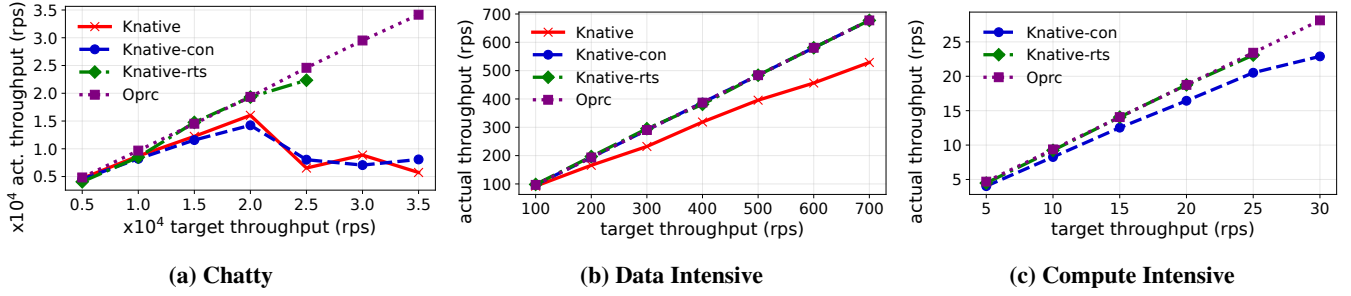 x10⁴ act. throughput (rps)
3.5
3.0
2.5
2.0
1.5
1.0
0.5
Knative
Knative-con
Knative-rts
Oprc
0.5 1.0 1.5 2.0 2.5 3.0 3.5
x10⁴ target throughput (rps)
(a) Chatty
actual throughput (rps)
700
600
500
400
300
200
100
Knative
Knative-con
Knative-rts
Oprc
100 200 300 400 500 600 700
target throughput (rps)
(b) Data Intensive
actual throughput (rps)
25
20
15
10
5
Knative-con
Knative-rts
Oprc
5 10 15 20 25 30
target throughput (rps)
(c) Compute Intensive